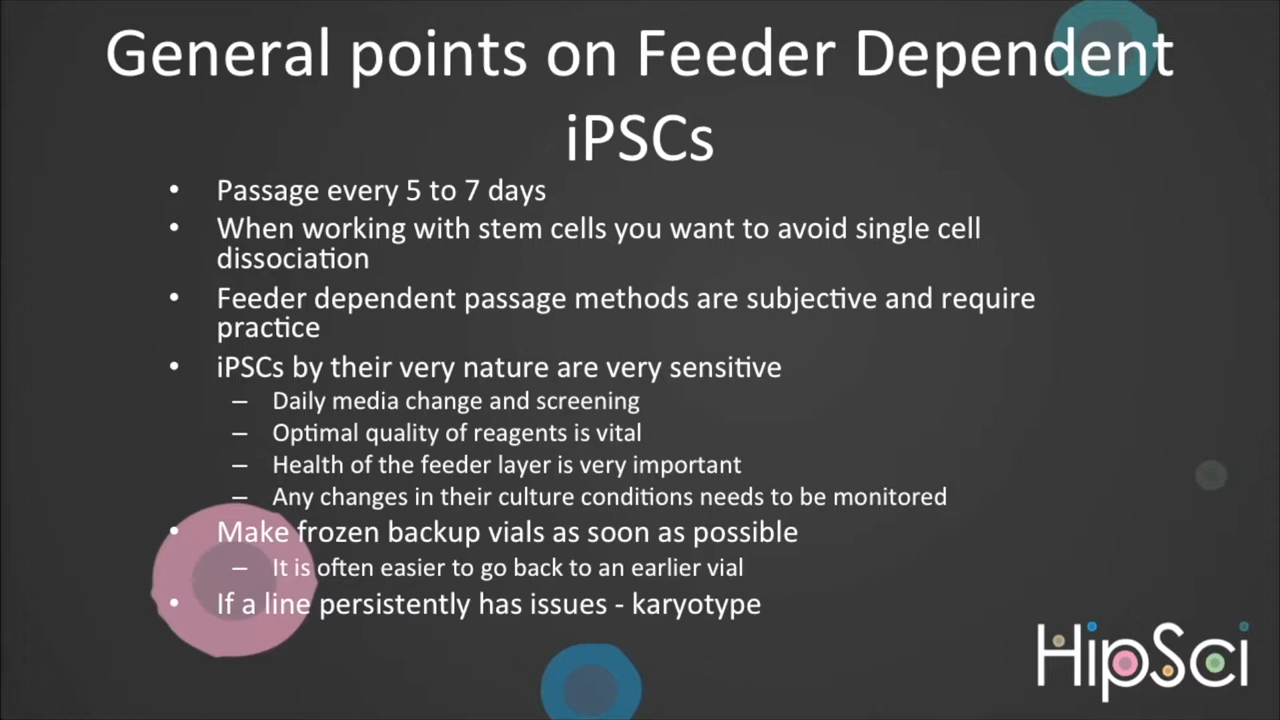 General points on Feeder Dependent
iPSCs
• Passage every 5 to 7 days
• When working with stem cells you want to avoid single cell
dissociation
• Feeder dependent passage methods are subjective and require
practice
• iPSCs by their very nature are very sensitive
– Daily media change and screening
– Optimal quality of reagents is vital
– Health of the feeder layer is very important
– Any changes in their culture conditions needs to be monitored
• Make frozen backup vials as soon as possible
– It is often easier to go back to an earlier vial
• If a line persistently has issues - karyotype
HipSci